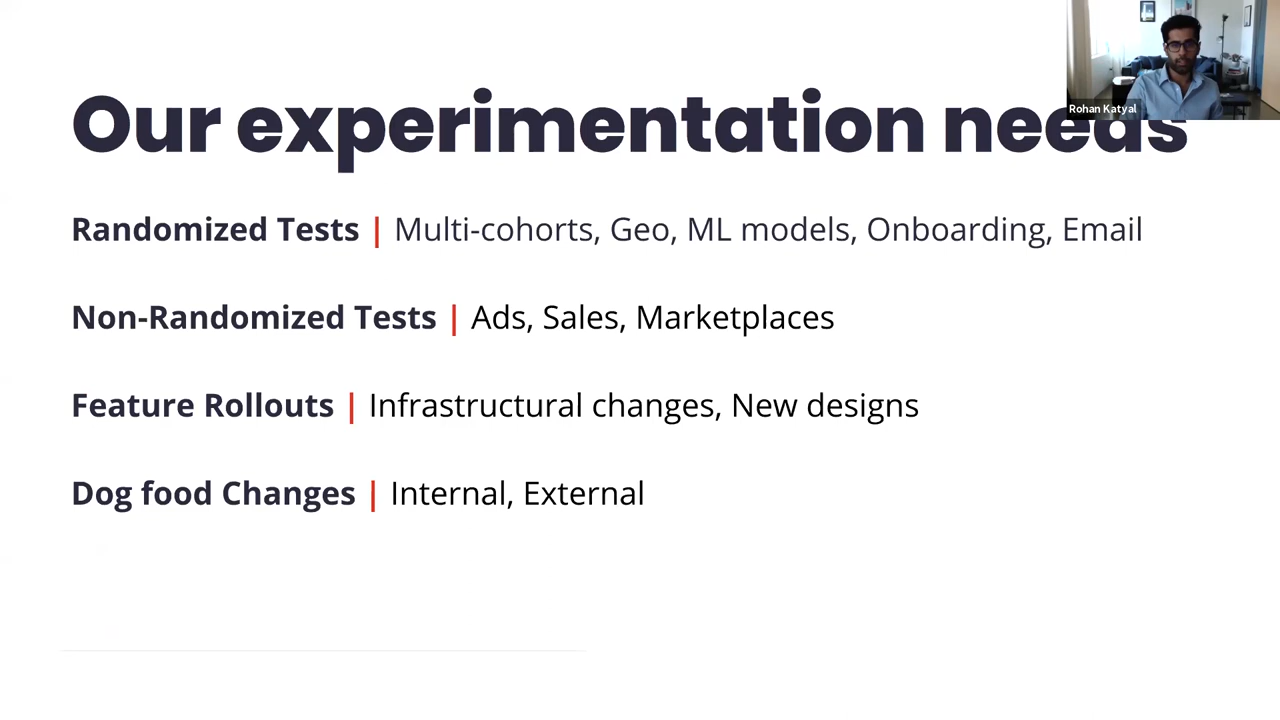 Rohan Katyal
Our experimentation needs
Randomized Tests | Multi-cohorts, Geo, ML models, Onboarding, Email
Non-Randomized Tests | Ads, Sales, Marketplaces
Feature Rollouts | Infrastructural changes, New designs
Dog food Changes | Internal, External